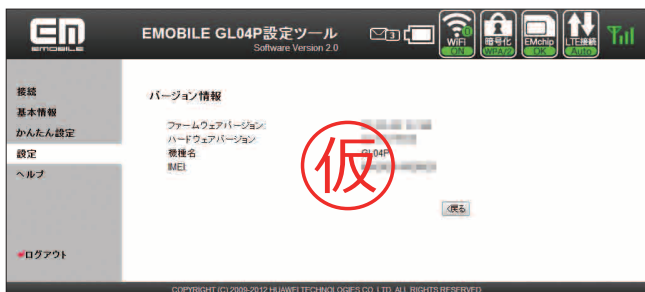 EM
EMOBILE
EMOBILE GL04P設定ツール
Software Version 2.0
3
WiFi
ON
暗号化
WPA/2
EMchip
OK
LTE接続
Auto
接続
基本情報
かんたん設定
設定
ヘルプ
ログアウト
バージョン情報
ファームウェアバージョン:
ハードウェアバージョン:
機種名 GL04P
IMEI:
仮
<戻る
COPYRIGHT (C) 2009-2012 HUAWEI TECHNOLOGIES CO., LTD. ALL RIGHTS RESERVED.